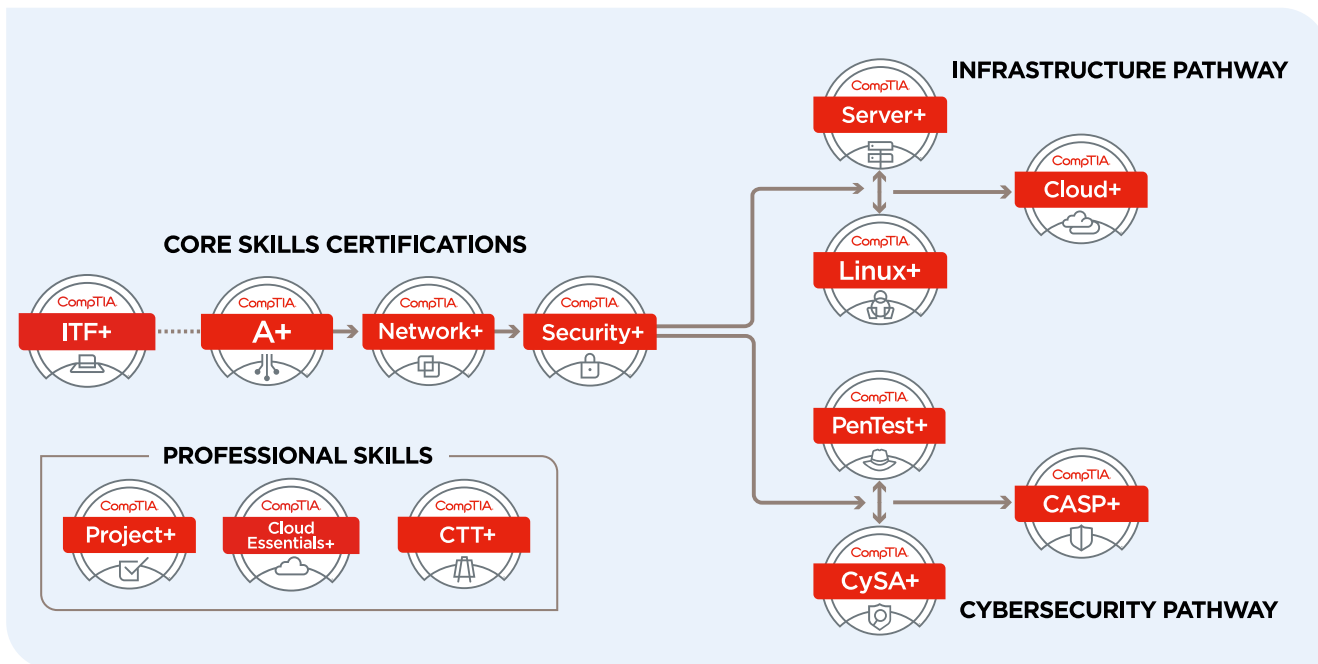 INFRASTRUCTURE PATHWAY
CompTIA
Server+
CompTIA
Cloud+
CompTIA
Linux+
CORE SKILLS CERTIFICATIONS
CompTIA
ITF+
CompTIA
A+
CompTIA
Network+
CompTIA
Security+
PROFESSIONAL SKILLS
CompTIA
Project+
CompTIA
Cloud
Essentials+
CompTIA
CTT+
CompTIA
PenTest+
CompTIA
CASP+
CompTIA
CySA+
CYBERSECURITY PATHWAY